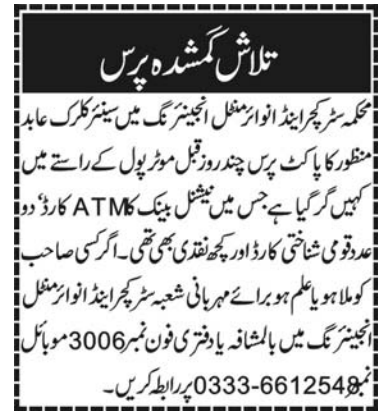 تلاش گمشدہ پرس
محکمہ سٹرکچر اینڈ انوائرمنٹل انجینئرنگ میں سینئر کلرک عابد
منظور کا پاکٹ پرس چند روز قبل موٹرپول کے راستے میں
کہیں گر گیا ہے جس میں نیشنل بینک کا ATM کارڈ، دو
عدد قومی شناختی کارڈ اور کچھ نقدی بھی تھی۔ اگر کسی صاحب
کو ملا ہو یا علم ہو برائے مہربانی شعبہ سٹرکچر اینڈ انوائرمنٹل
انجینئرنگ میں بالمشافہ یا دفتری فون نمبر 3006 موبائل
نمبر 0333-6612548 پر رابطہ کریں۔